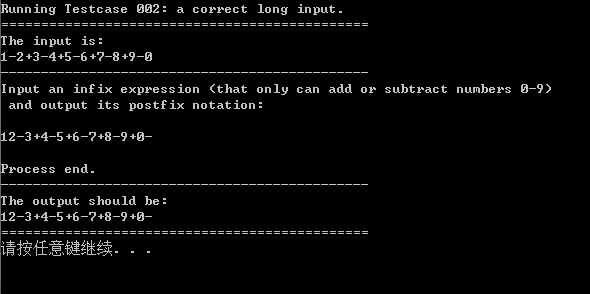 Running Testcase 002: a correct long input.
==============================================
The input is:
1-2+3-4+5-6+7-8+9-0
----------------------------------------------
Input an infix expression (that only can add or subtract numbers 0-9)
 and output its postfix notation:
12-3+4-5+6-7+8-9+0-
Process end.
----------------------------------------------
The output should be:
12-3+4-5+6-7+8-9+0-
==============================================
请按任意键继续. . .